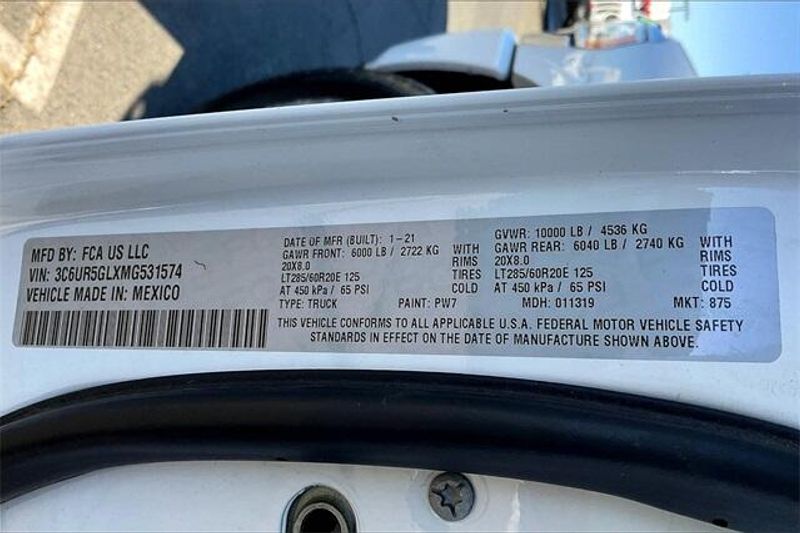 MFD BY: FCA US LLC
VIN: 3C6UR5GLXMG531574
VEHICLE MADE IN: MEXICO
DATE OF MFR (BUILT): 1-21
GAWR FRONT: 6000 LB / 2722 KG WITH
20X8.0 RIMS
LT285/60R20E 125 TIRES
AT 450 kPa / 65 PSI COLD
TYPE: TRUCK PAINT: PW7
GVWR: 10000 LB / 4536 KG
GAWR REAR: 6040 LB / 2740 KG WITH
20X8.0 RIMS
LT285/60R20E 125 TIRES
AT 450 kPa / 65 PSI COLD
MDH: 011319 MKT: 875
THIS VEHICLE CONFORMS TO ALL APPLICABLE U.S.A. FEDERAL MOTOR VEHICLE SAFETY
STANDARDS IN EFFECT ON THE DATE OF MANUFACTURE SHOWN ABOVE.